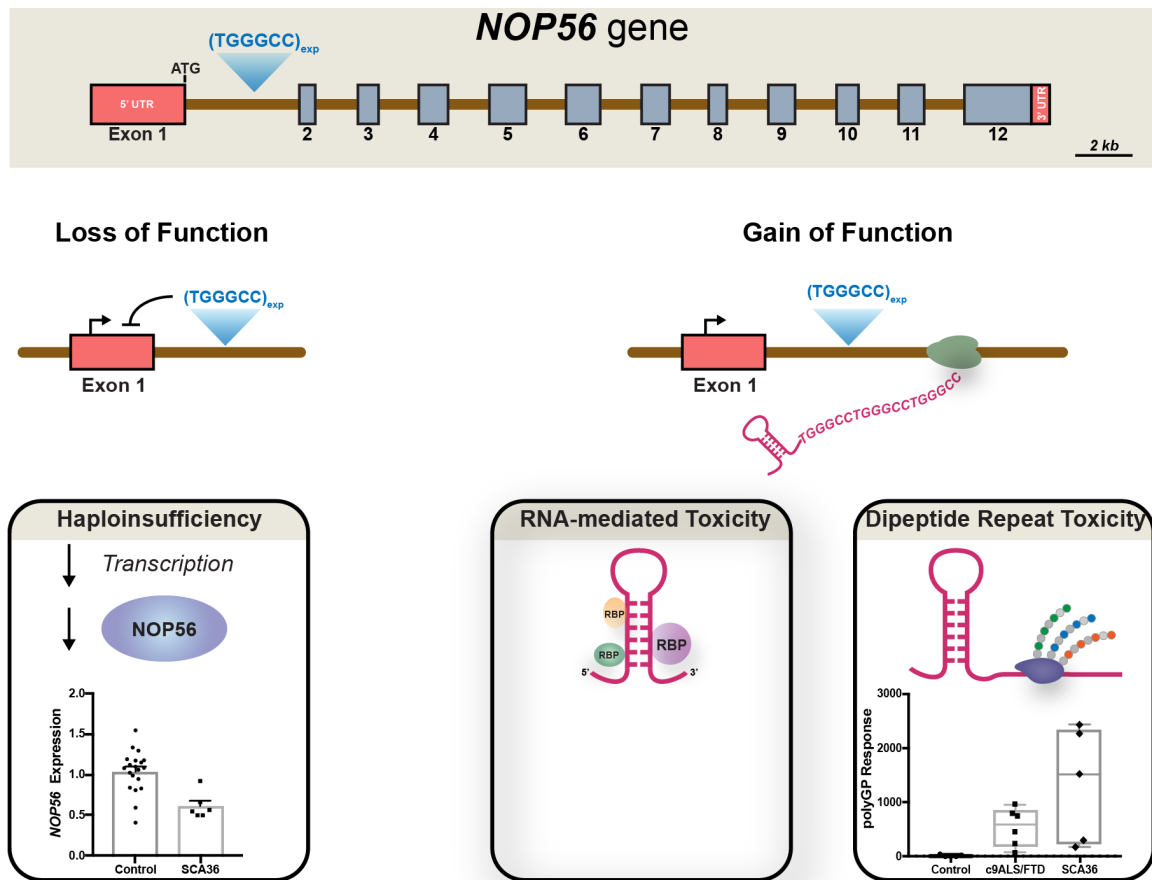 NOP56 gene
(TGGGCC)exp
ATG
5' UTR
3' UTR
Exon 1
2
3
4
5
6
7
8
9
10
11
12
2 kb
Loss of Function
Gain of Function
(TGGGCC)exp
Exon 1
(TGGGCC)exp
Exon 1
TGGGCCTGGGCCTGGGCC
Haploinsufficiency
Transcription
NOP56
NOP56 Expression
2.0
1.5
1.0
0.5
0.0
Control
SCA36
RNA-mediated Toxicity
RBP
RBP
RBP
5'
3'
Dipeptide Repeat Toxicity
polyGP Response
3000
2000
1000
0
Control
c9ALS/FTD
SCA36